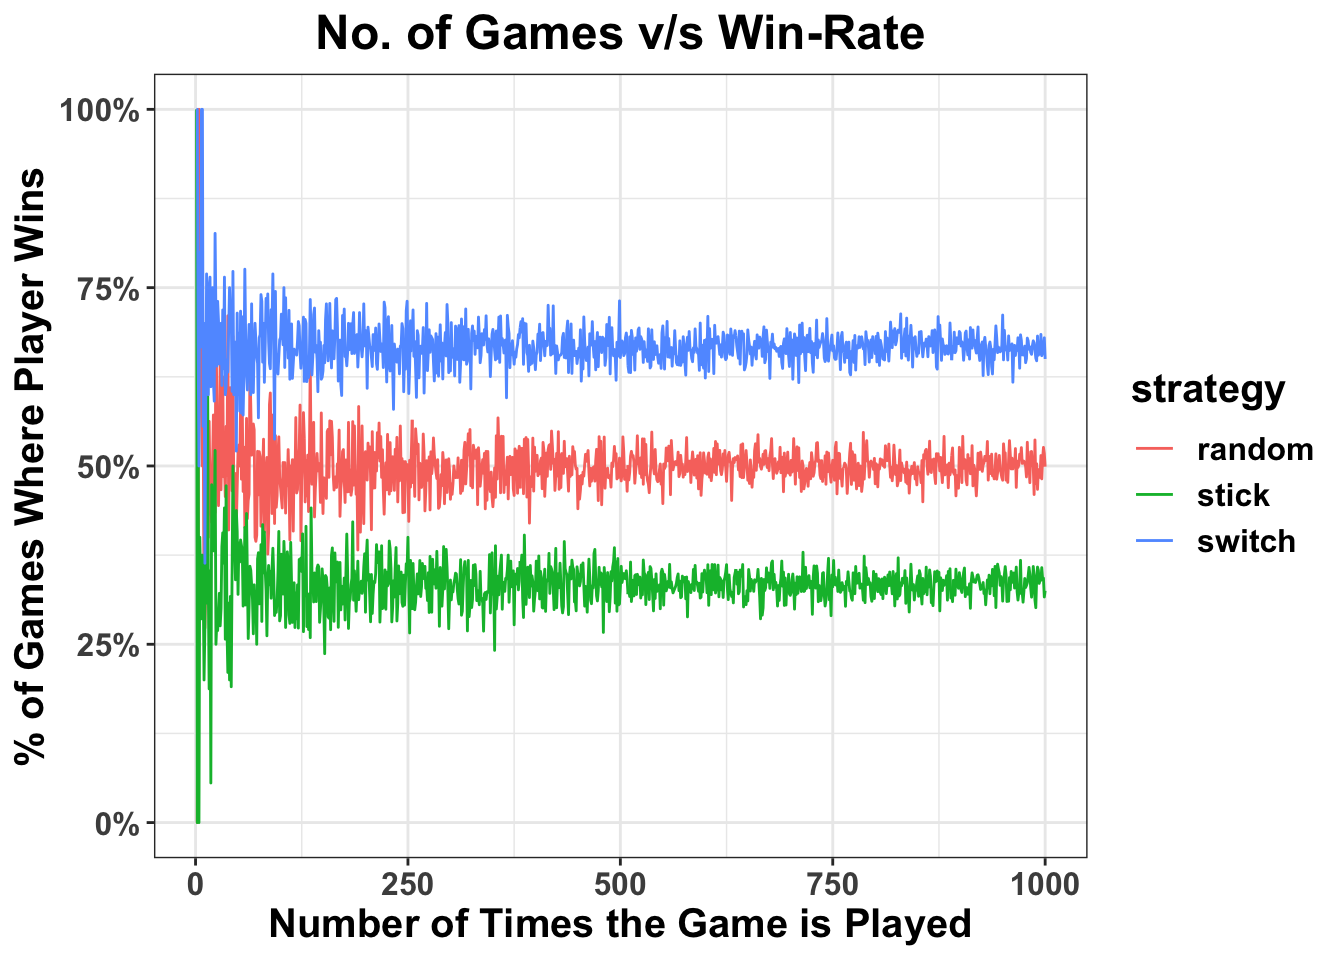 No. of Games v/s Win-Rate
% of Games Where Player Wins
100%
75%
50%
25%
0%
0 250 500 750 1000
Number of Times the Game is Played
strategy
random
stick
switch